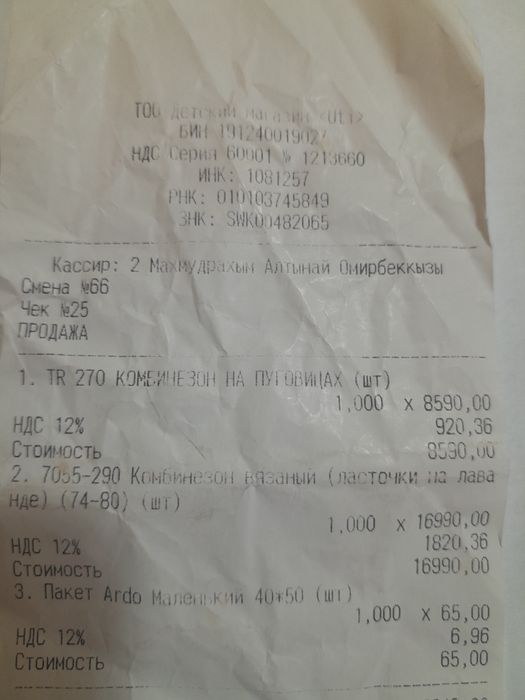 ТОО детский магазин <Uti>
БИН 191240019027
НДС Серия 60001 № 1213660
ИНК: 1081257
РНК: 010103745849
ЗНК: SWK00482065
Кассир: 2 Махмудрахым Алтынай Омирбеккызы
Смена №66
Чек №25
ПРОДАЖА
1. TR 270 КОМБИНЕЗОН НА ПУГОВИЦАХ (шт)
1,000 x 8590,00
НДС 12% 920,36
Стоимость 8590,00
2. 7055-290 Комбинезон вязаный (ласточки на лава
нде) (74-80) (шт)
1,000 x 16990,00
НДС 12% 1820,36
Стоимость 16990,00
3. Пакет Ardo Маленький 40*50 (шт)
1,000 x 65,00
НДС 12% 6,96
Стоимость 65,00